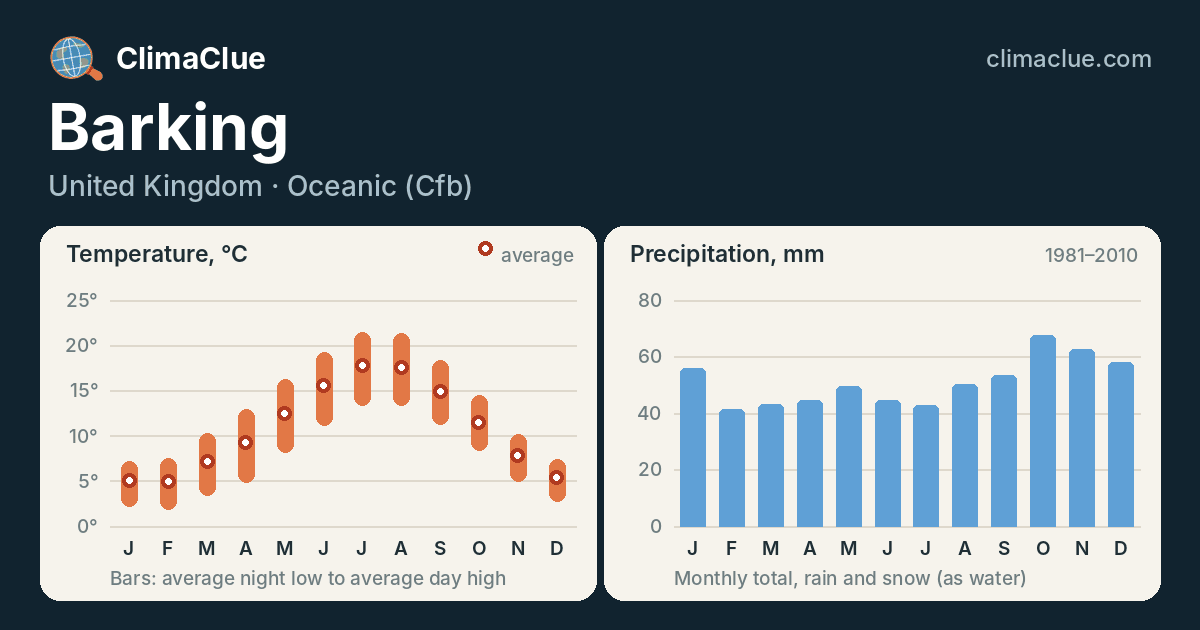 ClimaClue
climaclue.com
Barking
United Kingdom · Oceanic (Cfb)
Temperature, °C
average
25°
20°
15°
10°
5°
0°
J F M A M J J A S O N D
Bars: average night low to average day high
Precipitation, mm
1981–2010
80
60
40
20
0
J F M A M J J A S O N D
Monthly total, rain and snow (as water)